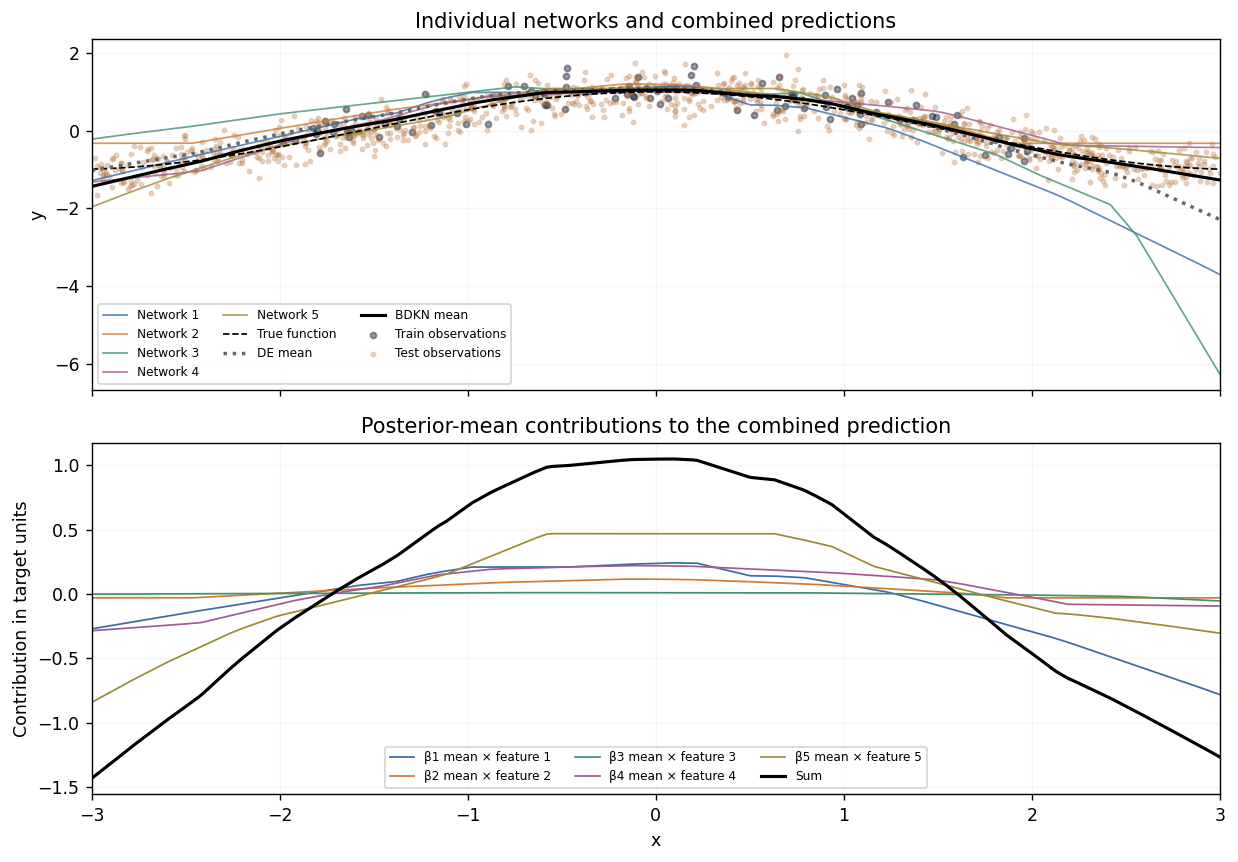 Individual networks and combined predictions
2
0
−2
−4
−6
y
Network 1
Network 2
Network 3
Network 4
Network 5
True function
DE mean
BDKN mean
Train observations
Test observations
Posterior-mean contributions to the combined prediction
1.0
0.5
0.0
−0.5
−1.0
−1.5
Contribution in target units
β1 mean × feature 1
β2 mean × feature 2
β3 mean × feature 3
β4 mean × feature 4
β5 mean × feature 5
Sum
−3 −2 −1 0 1 2 3
x